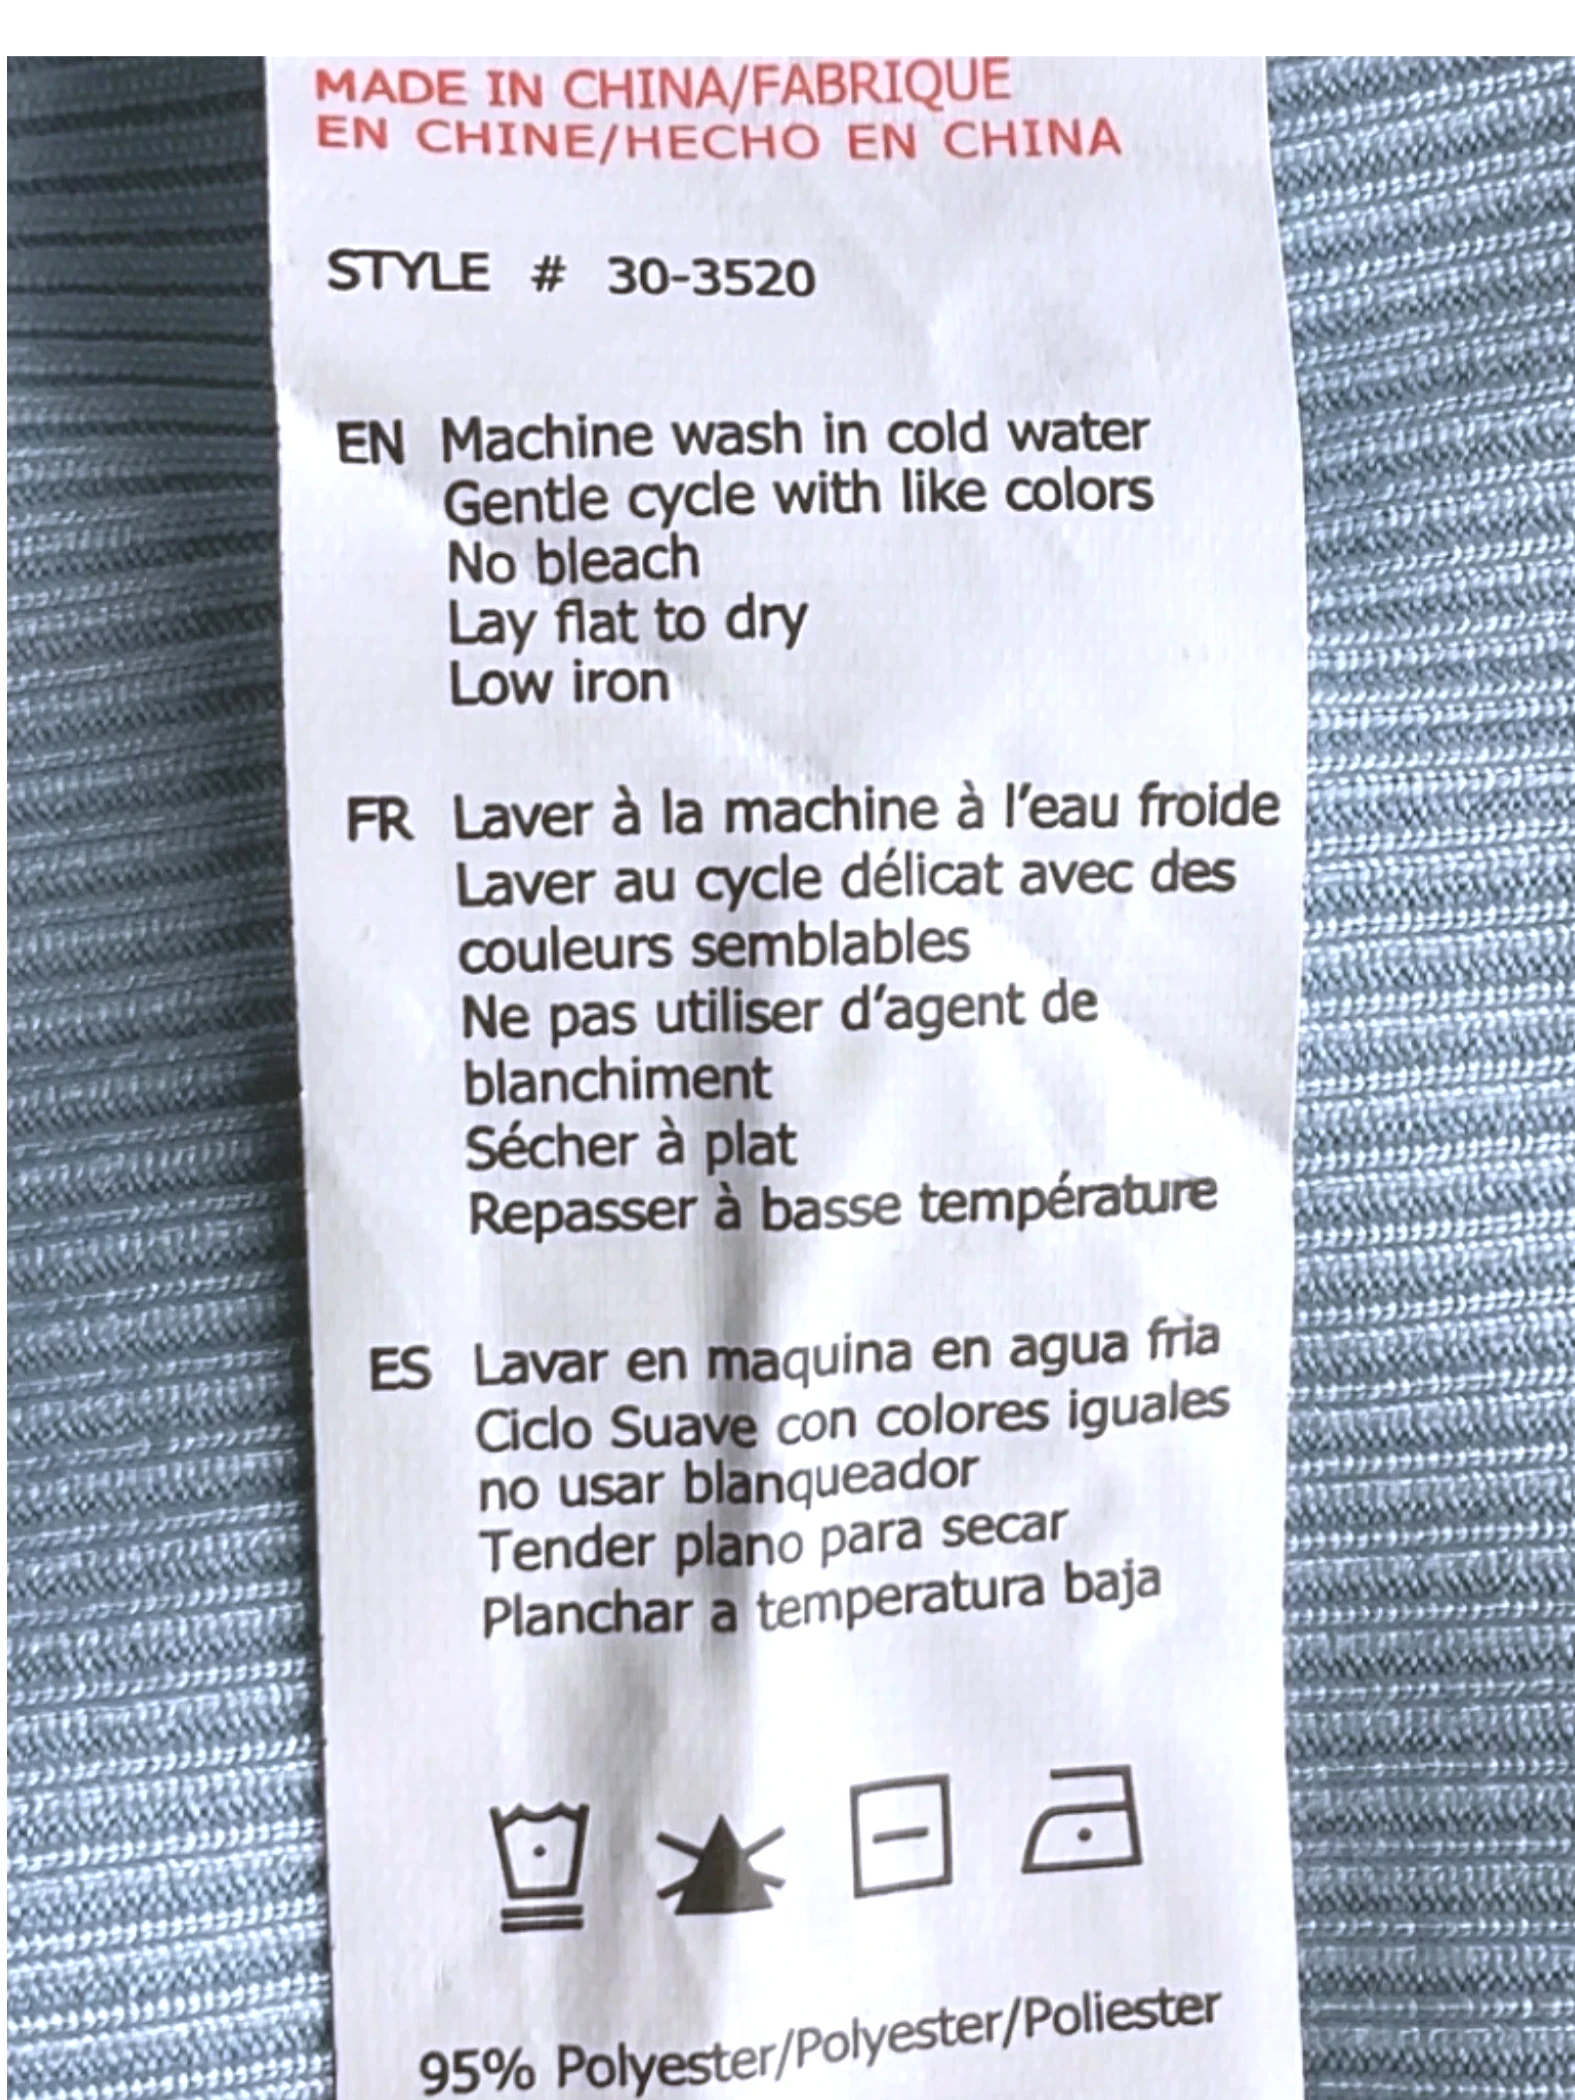 MADE IN CHINA/FABRIQUE
EN CHINE/HECHO EN CHINA
STYLE # 30-3520
EN Machine wash in cold water
Gentle cycle with like colors
No bleach
Lay flat to dry
Low iron
FR Laver à la machine à l'eau froide
Laver au cycle délicat avec des
couleurs semblables
Ne pas utiliser d'agent de
blanchiment
Sécher à plat
Repasser à basse température
ES Lavar en maquina en agua fria
Ciclo Suave con colores iguales
no usar blanqueador
Tender plano para secar
Planchar a temperatura baja
95% Polyester/Polyester/Poliester